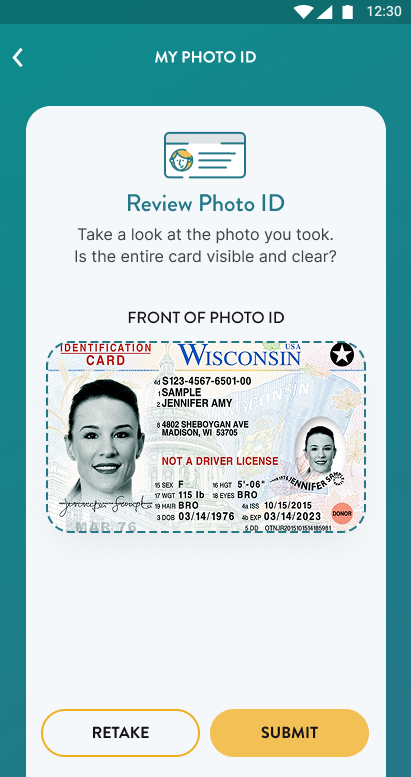 12:30
MY PHOTO ID
Review Photo ID
Take a look at the photo you took.
Is the entire card visible and clear?
FRONT OF PHOTO ID
IDENTIFICATION
CARD
WISCONSIN USA
4d S123-4567-6501-00
1 SAMPLE
2 JENNIFER AMY
8 4802 SHEBOYGAN AVE
MADISON, WI 53705
WISCONSIN
NOT A DRIVER LICENSE
15 SEX F 16 HGT 5'-06"
17 WGT 115 lb 18 EYES BRO
19 HAIR BRO 4a ISS 10/15/2015
3 DOB 03/14/1976 4b EXP 03/14/2023
5 DD OTNJR2015101514185981
JENNIFER
Jennifer Sample
MAR 76
DONOR
RETAKE
SUBMIT